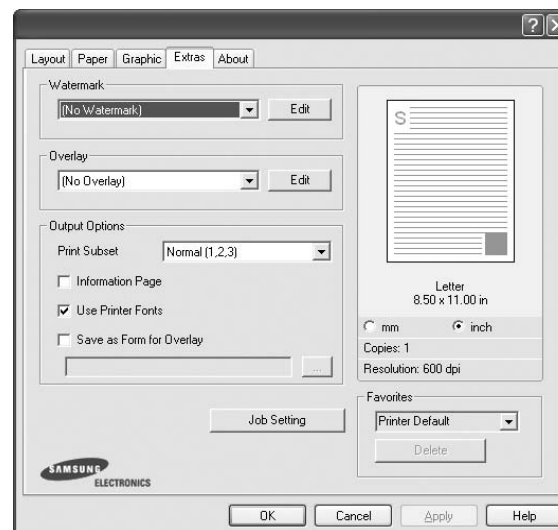 Layout Paper Graphic Extras About
Watermark
(No Watermark) Edit
Overlay
(No Overlay) Edit
Output Options
Print Subset Normal (1,2,3)
Information Page
Use Printer Fonts
Save as Form for Overlay
...
Job Setting
SAMSUNG
ELECTRONICS
S
Letter
8.50 x 11.00 in
mm inch
Copies: 1
Resolution: 600 dpi
Favorites
Printer Default
Delete
OK Cancel Apply Help